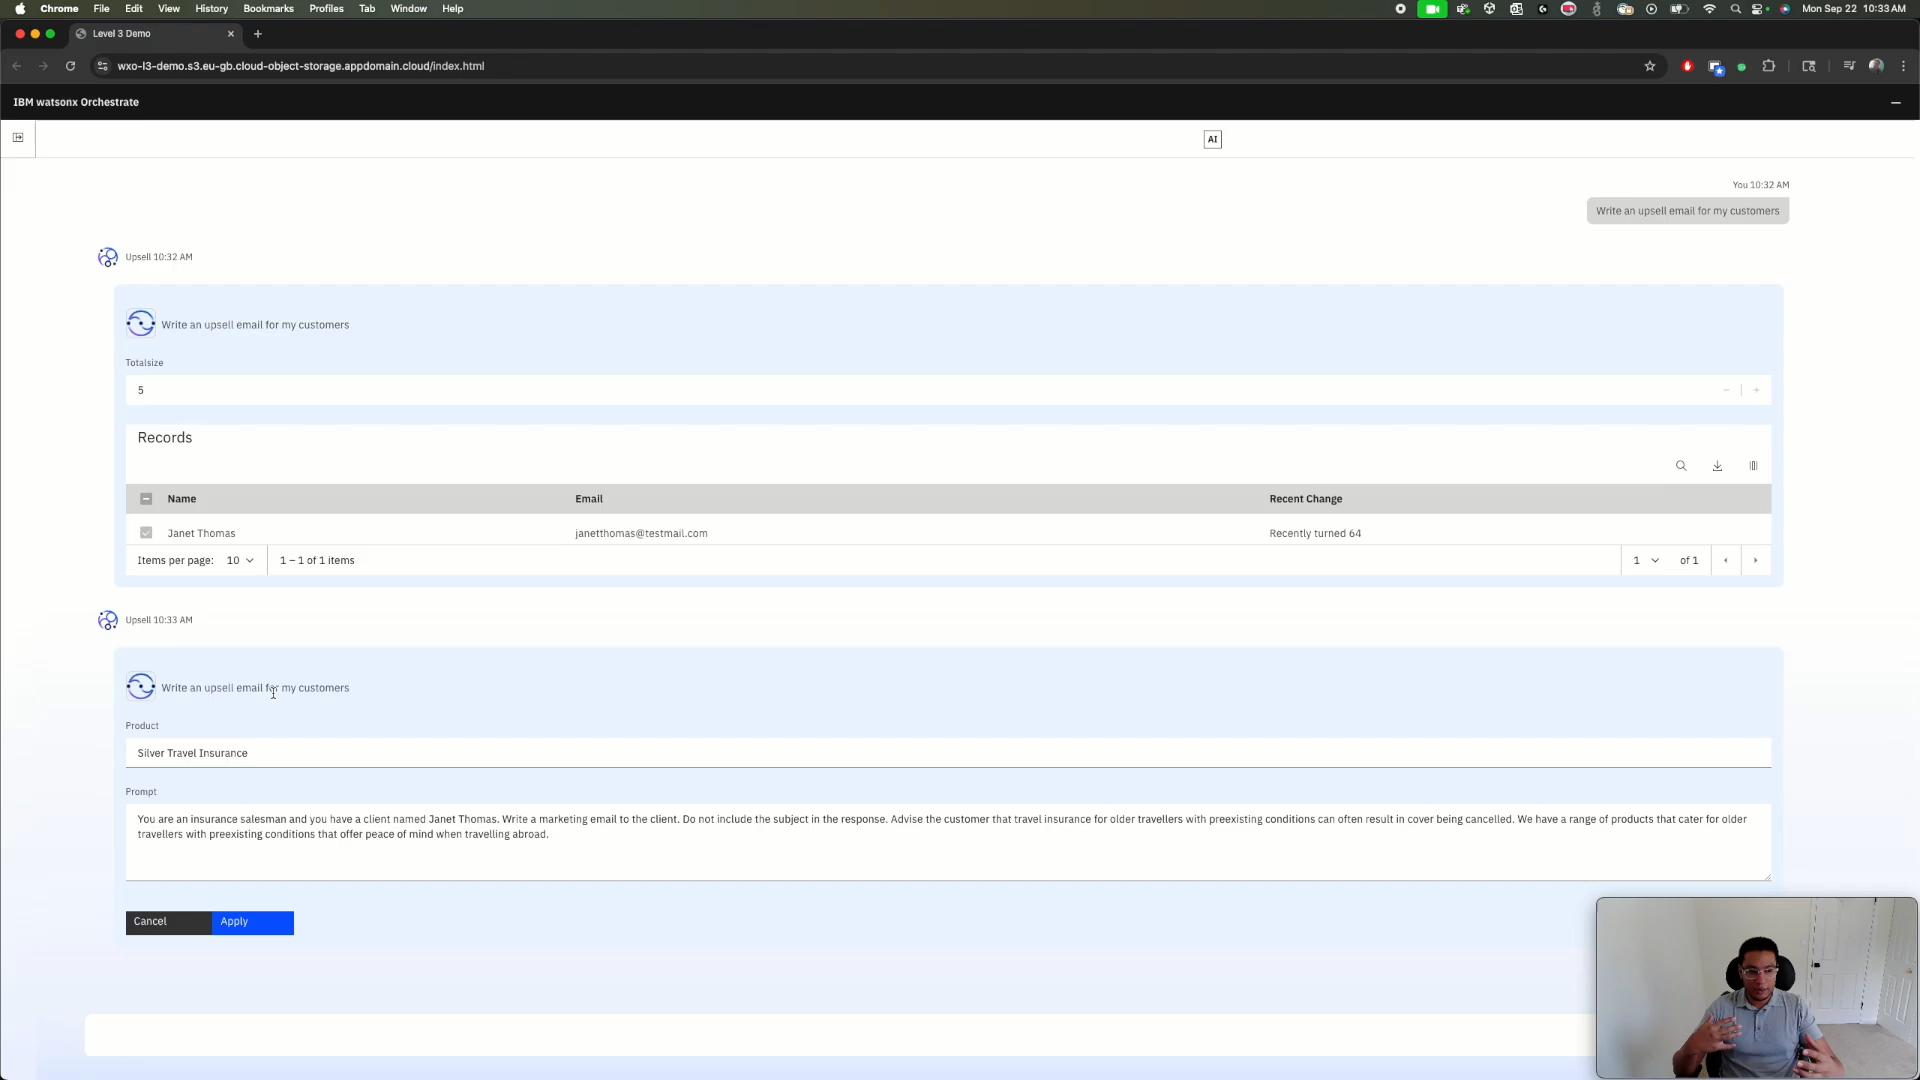 Chrome File Edit View History Bookmarks Profiles Tab Window Help
Mon Sep 22 10:33 AM
Level 3 Demo
wxo-l3-demo.s3.eu-gb.cloud-object-storage.appdomain.cloud/index.html
IBM watsonx Orchestrate
AI
You 10:32 AM
Write an upsell email for my customers
Upsell 10:32 AM
Write an upsell email for my customers
Totalsize
5
Records
Name Email Recent Change
Janet Thomas janetthomas@testmail.com Recently turned 64
Items per page: 10 1 – 1 of 1 items 1 of 1
Upsell 10:33 AM
Write an upsell email for my customers
Product
Silver Travel Insurance
Prompt
You are an insurance salesman and you have a client named Janet Thomas. Write a marketing email to the client. Do not include the subject in the response. Advise the customer that travel insurance for older travellers with preexisting conditions can often result in cover being cancelled. We have a range of products that cater for older
travellers with preexisting conditions that offer peace of mind when travelling abroad.
Cancel Apply